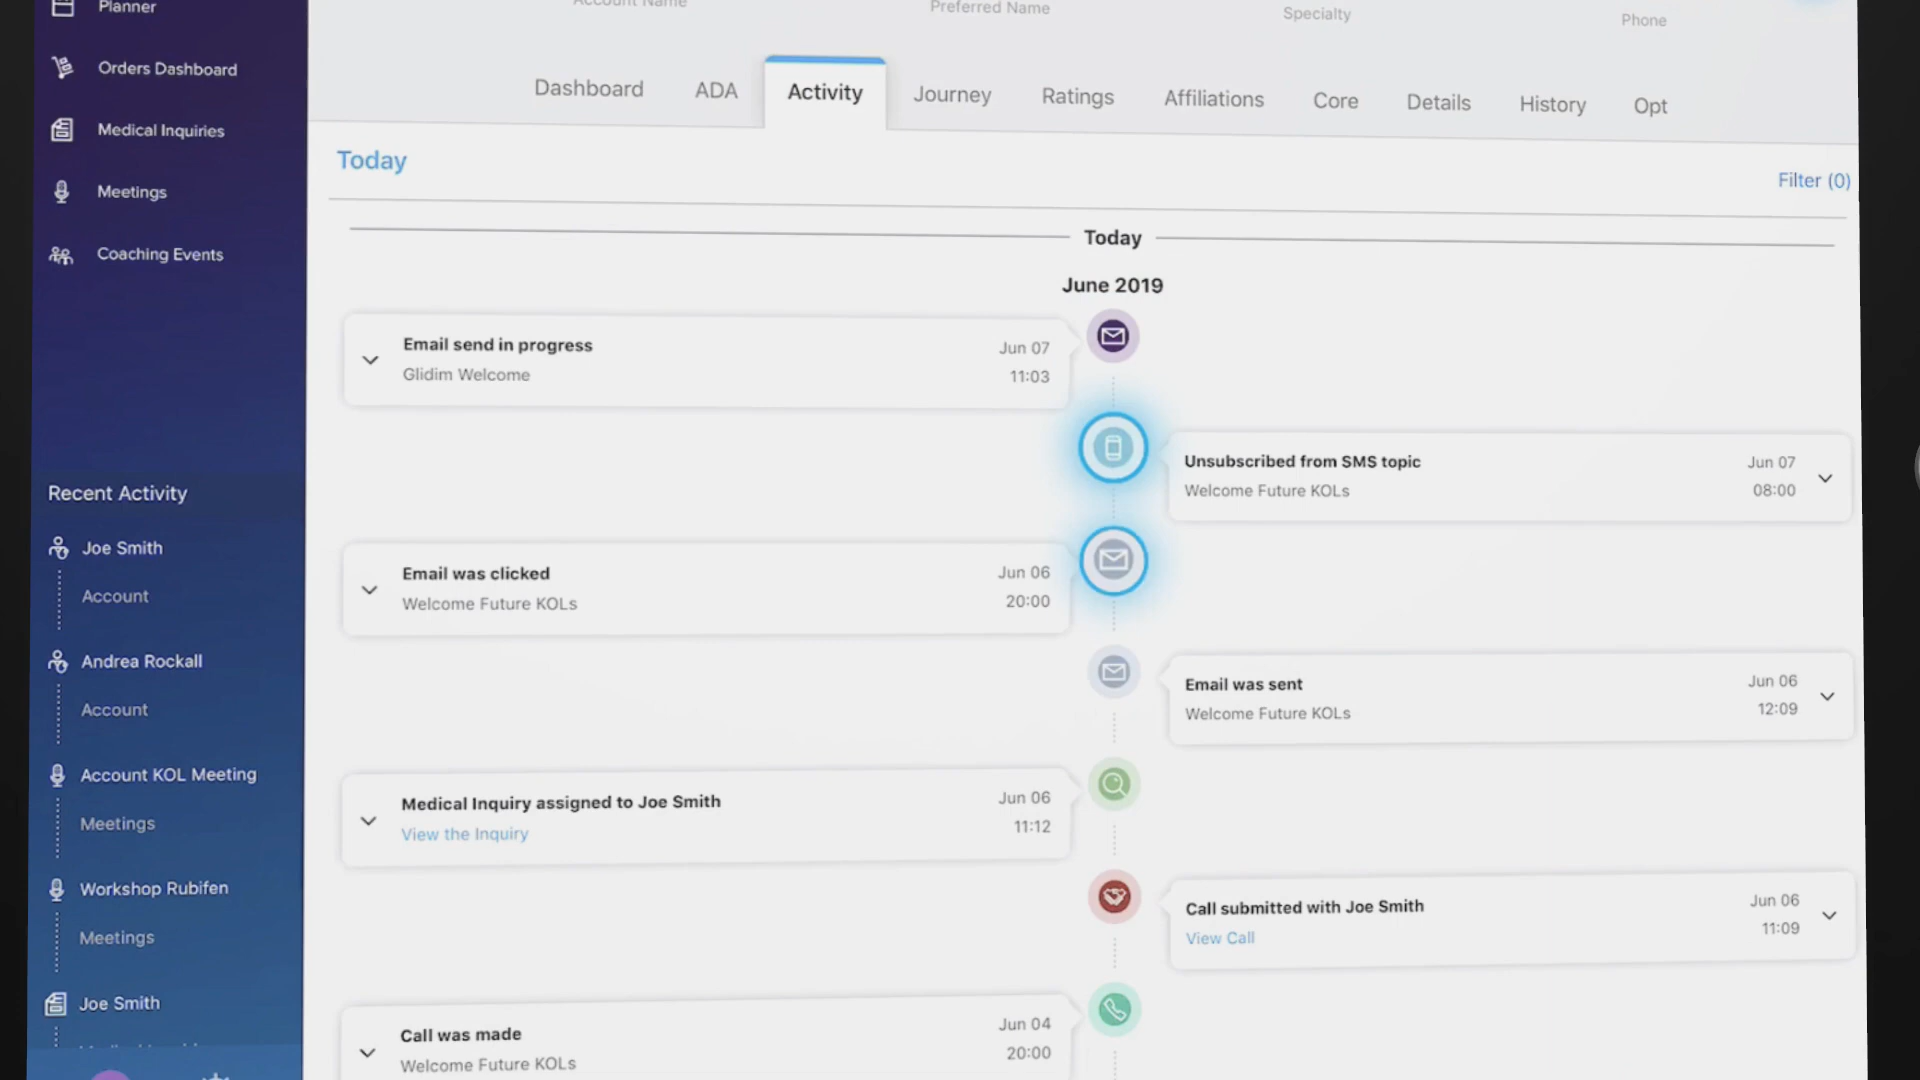 Planner
Orders Dashboard
Medical Inquiries
Meetings
Coaching Events
Recent Activity
Joe Smith
Account
Andrea Rockall
Account
Account KOL Meeting
Meetings
Workshop Rubifen
Meetings
Joe Smith
Account Name
Preferred Name
Specialty
Phone
Dashboard
ADA
Activity
Journey
Ratings
Affiliations
Core
Details
History
Opt
Today
Filter (0)
Today
June 2019
Email send in progress
Glidim Welcome
Jun 07
11:03
Unsubscribed from SMS topic
Welcome Future KOLs
Jun 07
08:00
Email was clicked
Welcome Future KOLs
Jun 06
20:00
Email was sent
Welcome Future KOLs
Jun 06
12:09
Medical Inquiry assigned to Joe Smith
View the Inquiry
Jun 06
11:12
Call submitted with Joe Smith
View Call
Jun 06
11:09
Call was made
Welcome Future KOLs
Jun 04
20:00